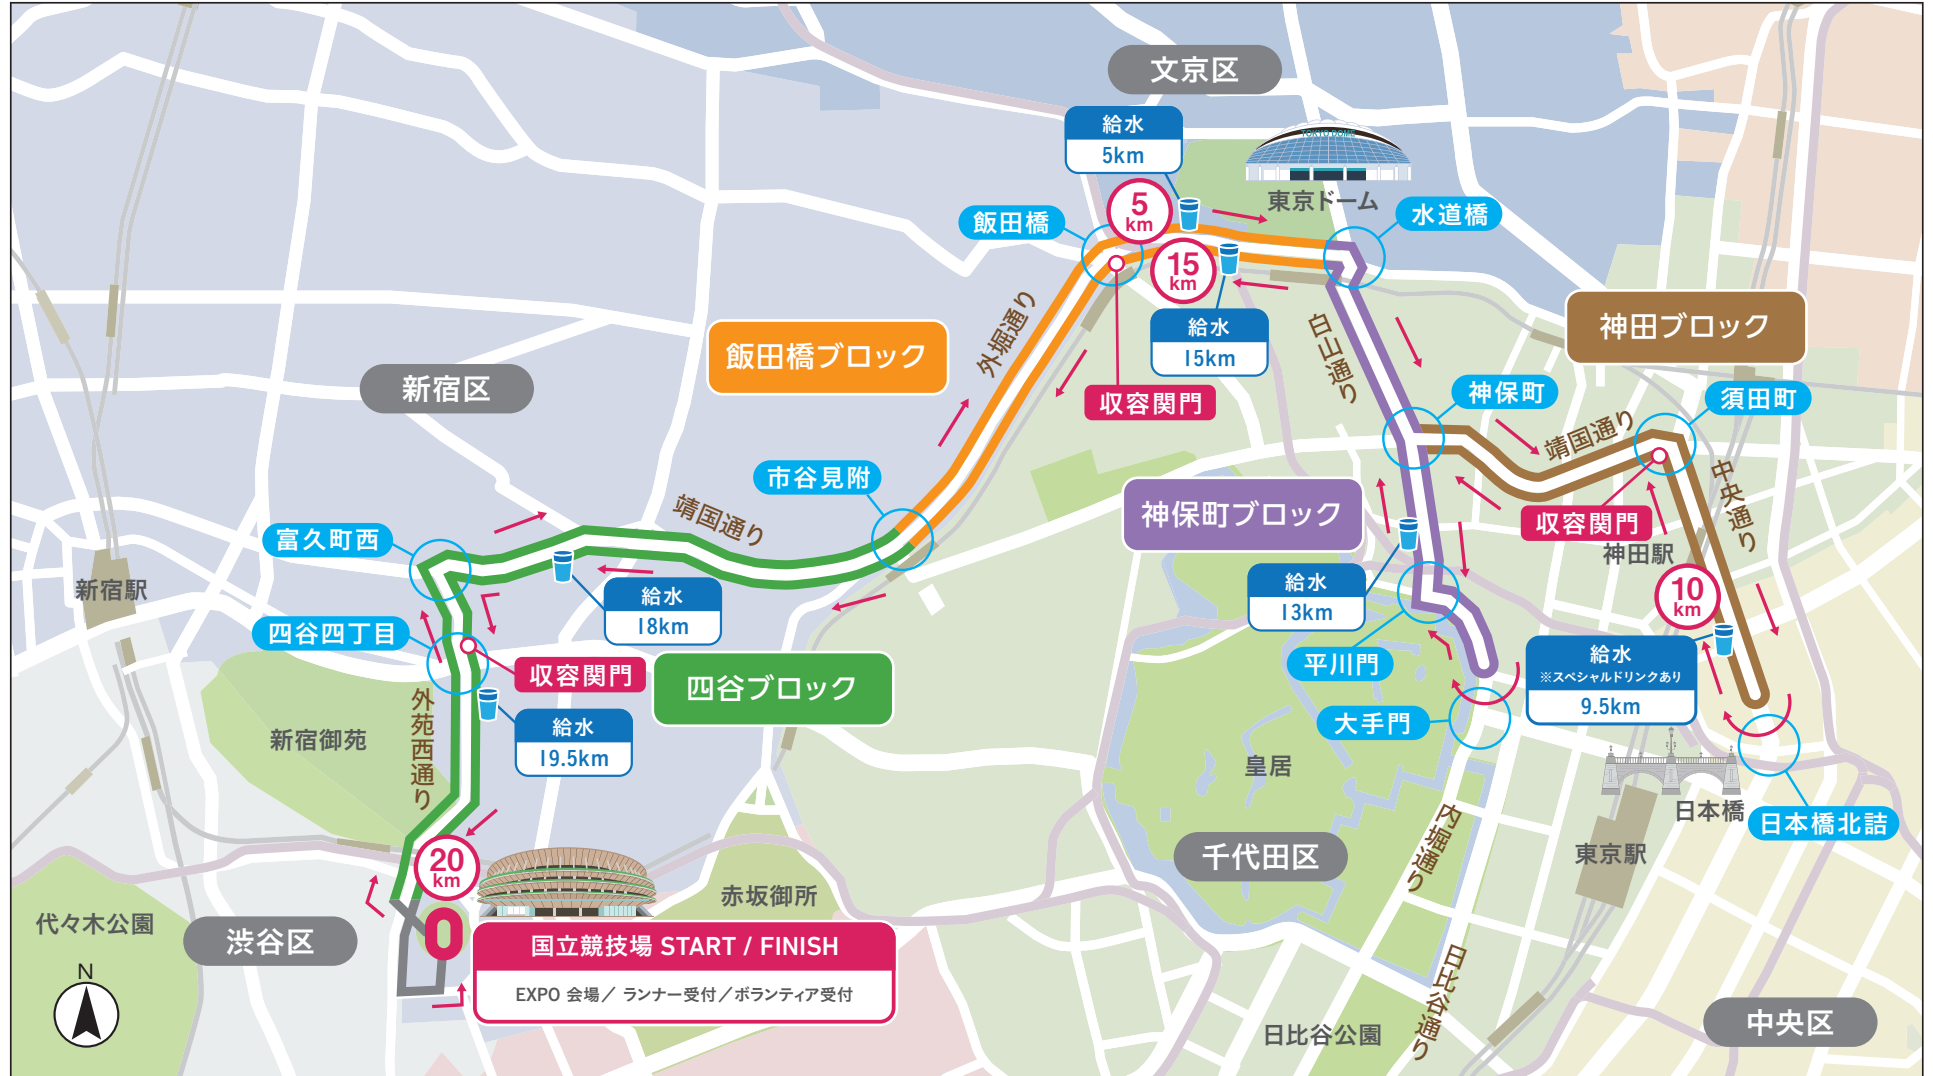 文京区
給水
5km
TOKYO DOME
東京ドーム
5
km
飯田橋
水道橋
15
km
給水
15km
外堀通り
白山通り
神田ブロック
飯田橋ブロック
新宿区
収容関門
神保町
須田町
靖国通り
市谷見附
中央通り
神保町ブロック
靖国通り
収容関門
神田駅
富久町西
新宿駅
給水
18km
給水
13km
10
km
四谷四丁目
収容関門
四谷ブロック
平川門
給水
※スペシャルドリンクあり
9.5km
外苑西通り
給水
19.5km
新宿御苑
大手門
皇居
日本橋
日本橋北詰
内堀通り
千代田区
東京駅
20
km
赤坂御所
代々木公園
渋谷区
0
国立競技場 START / FINISH
EXPO 会場／ ランナー受付／ボランティア受付
N
日比谷通り
日比谷公園
中央区